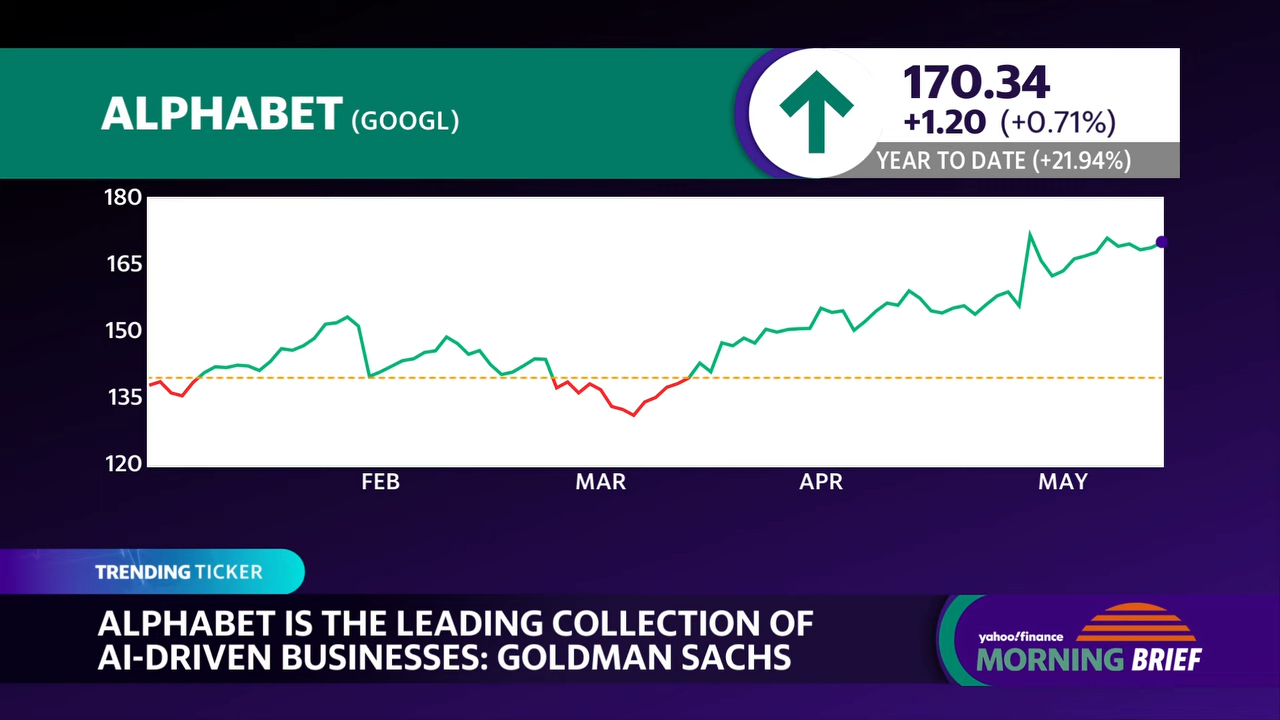 ALPHABET (GOOGL)
170.34
+1.20 (+0.71%)
YEAR TO DATE (+21.94%)
180
165
150
135
120
FEB MAR APR MAY
TRENDING TICKER
ALPHABET IS THE LEADING COLLECTION OF
AI-DRIVEN BUSINESSES: GOLDMAN SACHS
yahoo!finance
MORNING BRIEF